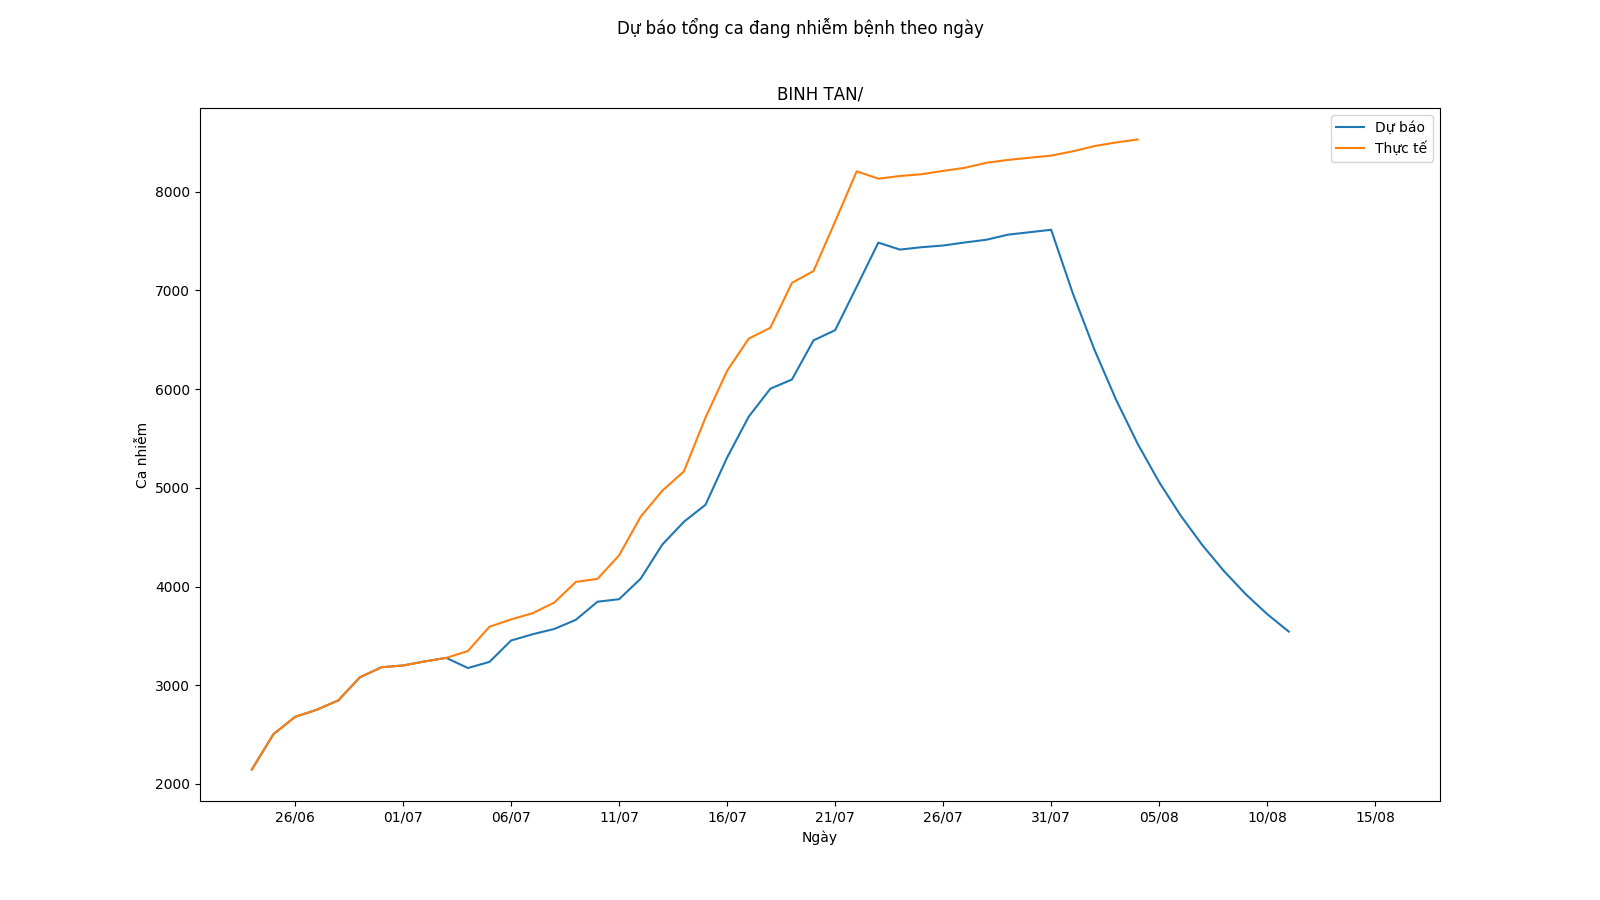 Dự báo tổng ca đang nhiễm bệnh theo ngày
BINH TAN/
Dự báo
Thực tế
Ca nhiễm
8000
7000
6000
5000
4000
3000
2000
26/06 01/07 06/07 11/07 16/07 21/07 26/07 31/07 05/08 10/08 15/08
Ngày